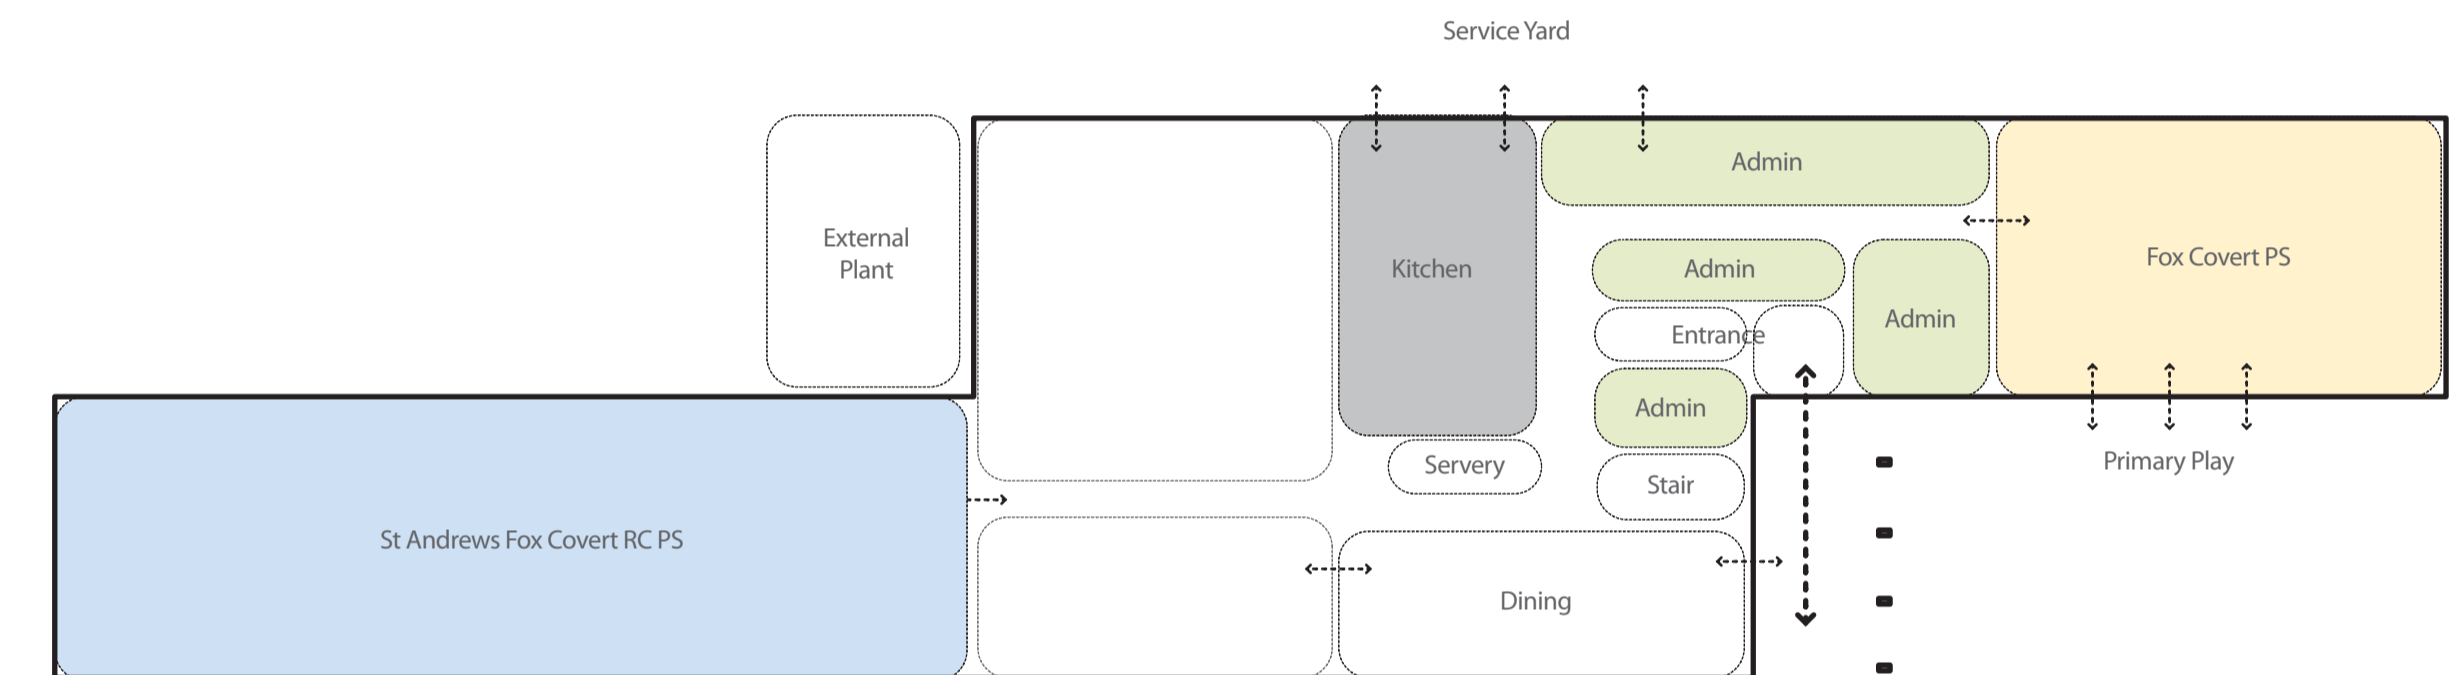 Service Yard
Admin
External
Plant
Kitchen
Admin
Fox Covert PS
Admin
Entrance
Admin
Servery
Stair
Primary Play
St Andrews Fox Covert RC PS
Dining